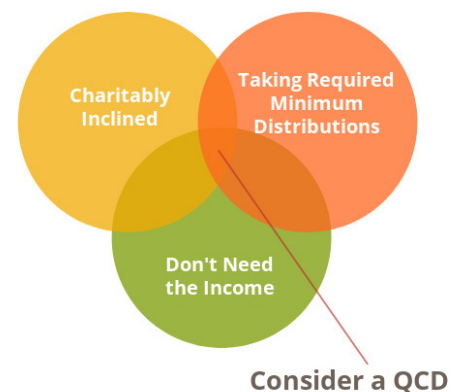 Charitably
Inclined
Taking Required
Minimum
Distributions
Don't Need
the Income
Consider a QCD